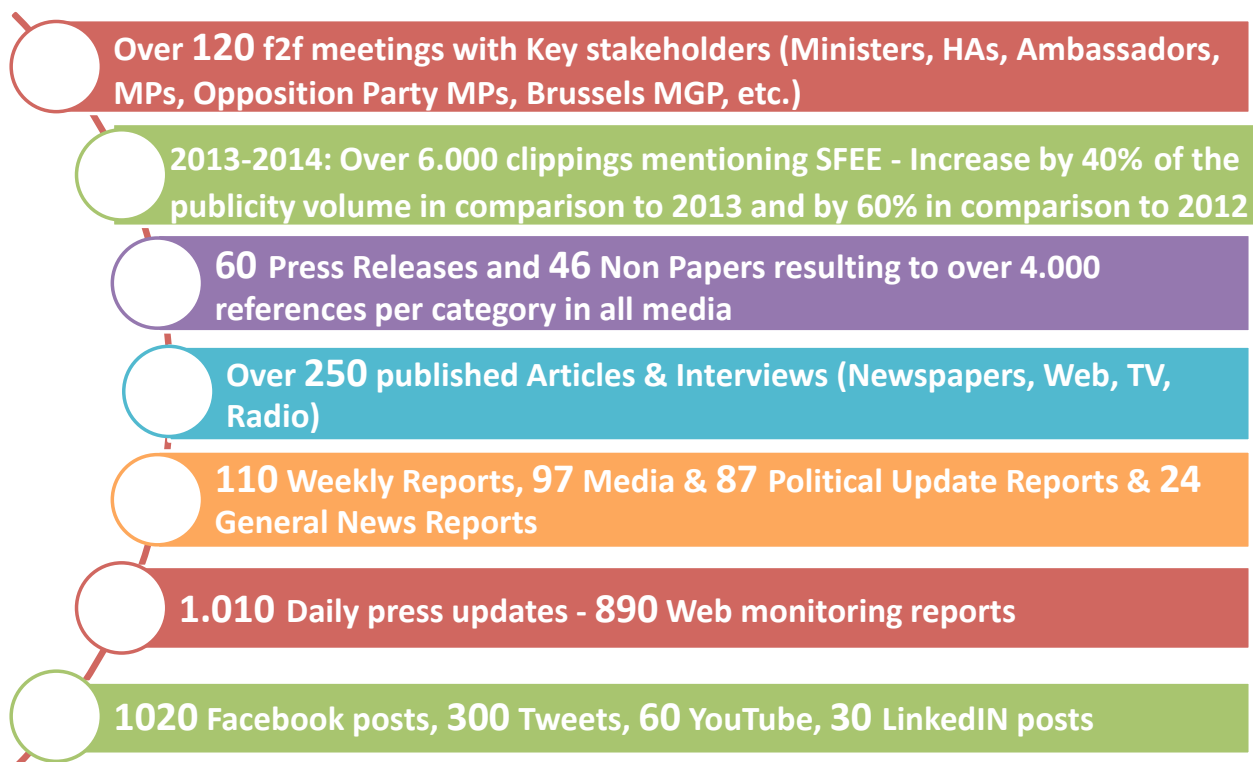 Over 120 f2f meetings with Key stakeholders (Ministers, HAs, Ambassadors,
MPs, Opposition Party MPs, Brussels MGP, etc.)
2013-2014: Over 6.000 clippings mentioning SFEE - Increase by 40% of the
publicity volume in comparison to 2013 and by 60% in comparison to 2012
60 Press Releases and 46 Non Papers resulting to over 4.000
references per category in all media
Over 250 published Articles & Interviews (Newspapers, Web, TV,
Radio)
110 Weekly Reports, 97 Media & 87 Political Update Reports & 24
General News Reports
1.010 Daily press updates - 890 Web monitoring reports
1020 Facebook posts, 300 Tweets, 60 YouTube, 30 LinkedIN posts